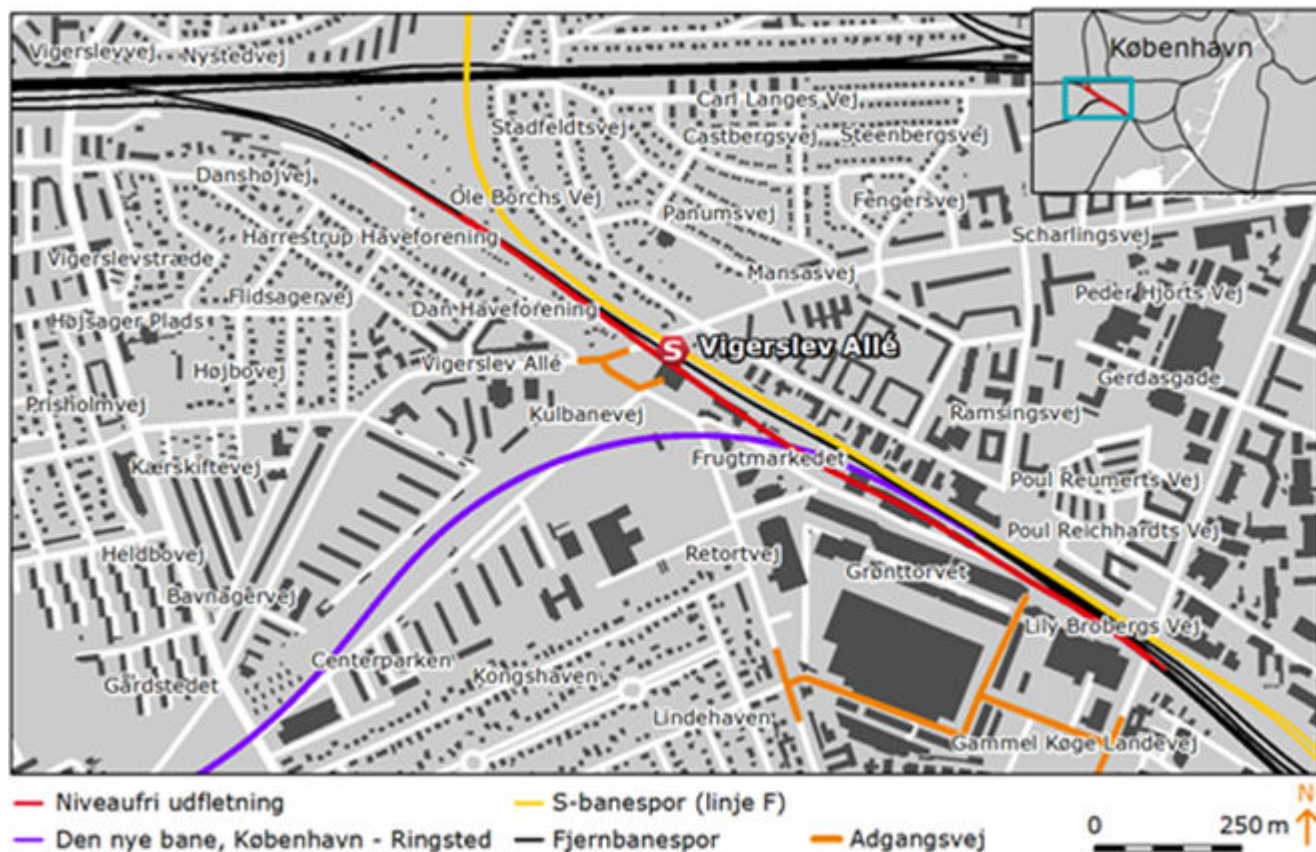 København
Vigerslevvej
Nystedvej
Carl Langes Vej
Stadfeldtsvej
Castbergsvej
Steenbergsvej
Danshøjvej
Ole Borchs Vej
Fengersvej
Panumsvej
Harrestrup Haveforening
Scharlingsvej
Vigerslevstræde
Mansasvej
Flidsagervej
Peder Hjorts Vej
Dan Haveforening
Højsager Plads
S
Vigerslev Allé
Vigerslev Allé
Højbovej
Gerdasgade
Prisholmvej
Kulbanevej
Ramsingsvej
Frugtmarkedet
Kærskiftevej
Poul Reumerts Vej
Poul Reichhardts Vej
Heldbovej
Retortvej
Grønttorvet
Bavnagervej
Lily Brobergs Vej
Centerparken
Kongshaven
Gårdstedet
Lindehaven
Gammel Køge Landevej
Niveaufri udfletning
S-banespor (linje F)
N
Den nye bane, København - Ringsted
Fjernbanespor
Adgangsvej
0 250 m